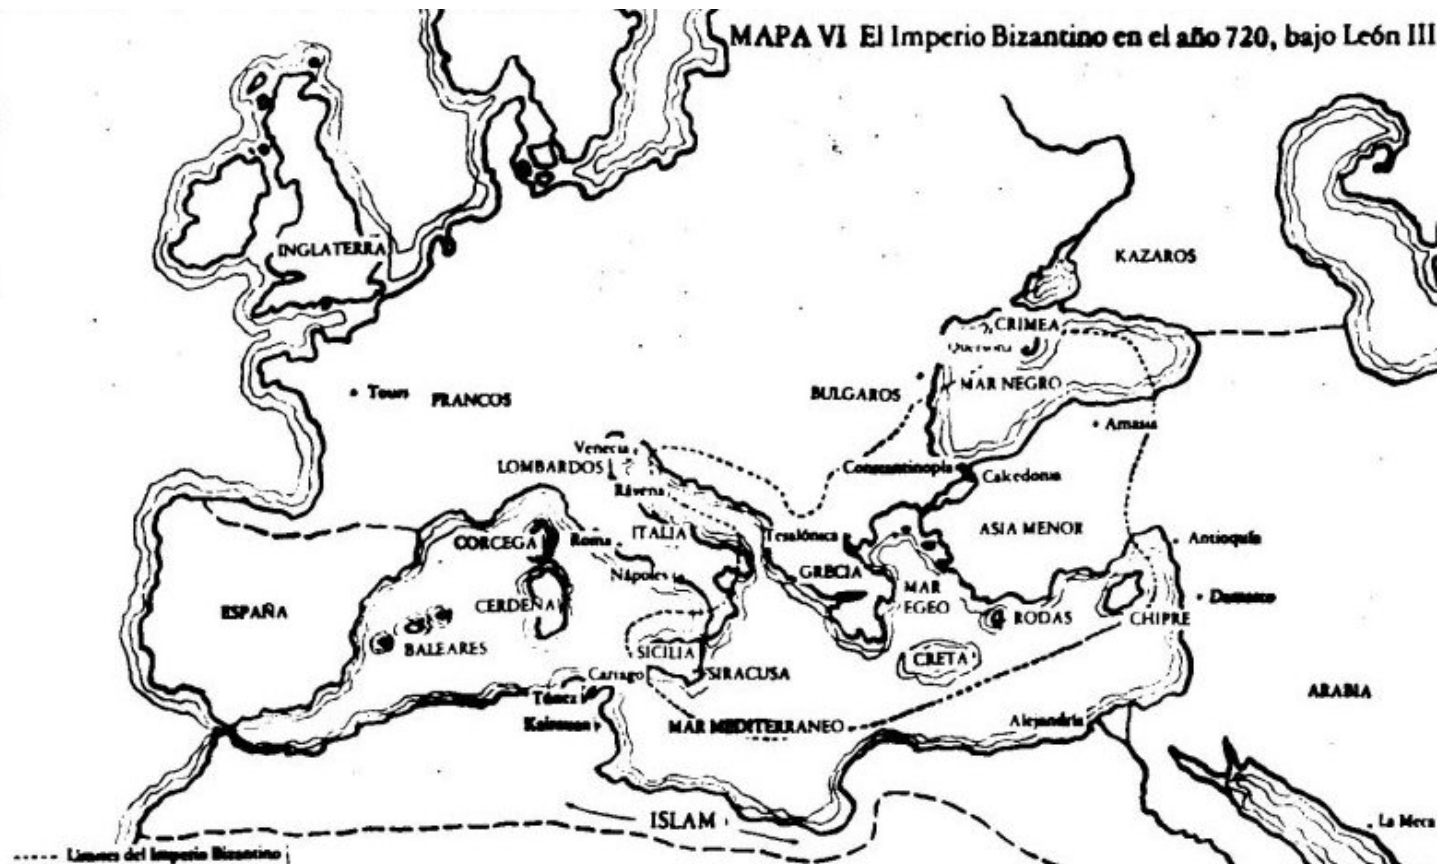 MAPA VI El Imperio Bizantino en el año 720, bajo León III
INGLATERRA
KAZAROS
CRIMEA
Quersona
MAR NEGRO
BULGAROS
Tours
FRANCOS
Amasia
Venecia
LOMBARDOS
Constantinopla
Calcedonia
Rávena
ITALIA
ASIA MENOR
CORCEGA
Roma
Tesalónica
Antioquía
Nápoles
GRECIA
MAR
EGEO
ESPAÑA
CERDEÑA
Damasco
RODAS
CHIPRE
BALEARES
SICILIA
CRETA
Cartago
SIRACUSA
Túnez
ARABIA
Kairouan
MAR MEDITERRANEO
Alejandría
ISLAM
La Meca
Limites del Imperio Bizantino